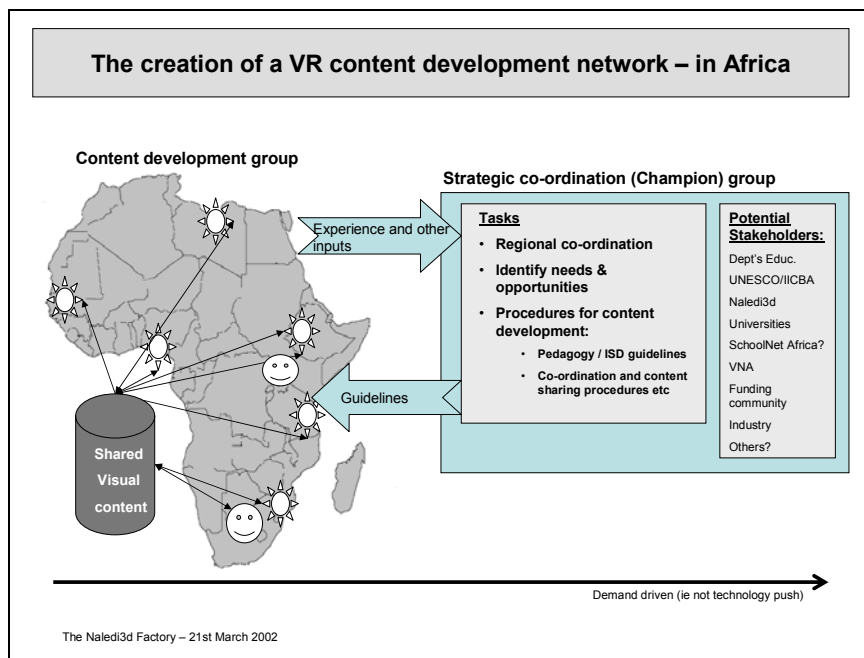 The creation of a VR content development network – in Africa
Content development group
Strategic co-ordination (Champion) group
Experience and other
inputs
Guidelines
Shared
Visual
content
Tasks
• Regional co-ordination
• Identify needs &
opportunities
• Procedures for content
development:
• Pedagogy / ISD guidelines
• Co-ordination and content
sharing procedures etc
Potential
Stakeholders:
Dept's Educ.
UNESCO/IICBA
Naledi3d
Universities
SchoolNet Africa?
VNA
Funding
community
Industry
Others?
Demand driven (ie not technology push)
The Naledi3d Factory – 21st March 2002